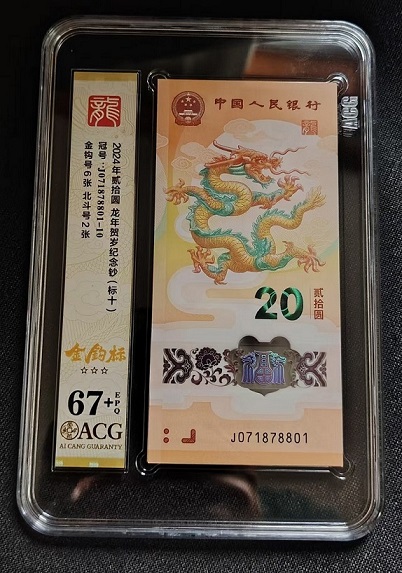 龍
2024年贰拾圆 龙年贺岁纪念钞（标十）
冠号：J071878801-10
金钩号6张 北斗号2张
金钩标
☆☆☆
67+ EPQ
ACG
AI CANG GUARANTY
中国人民银行
20
贰拾圆
J071878801
ACG